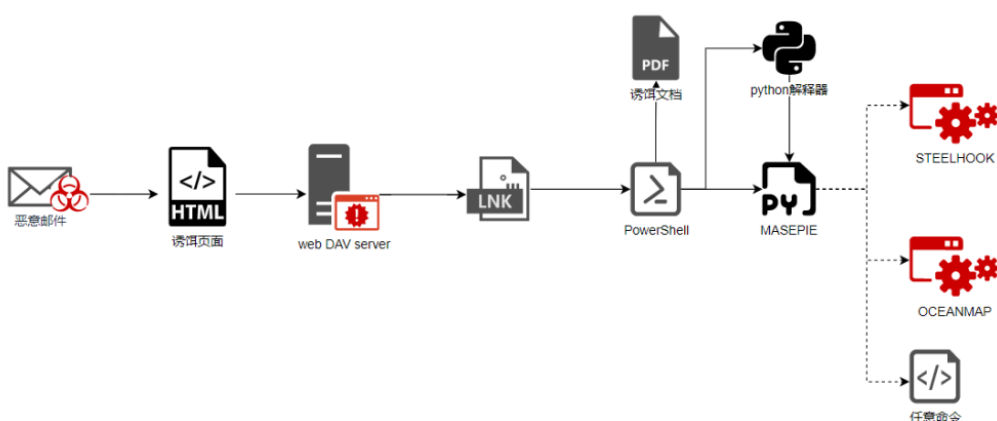 恶意邮件
HTML
诱饵页面
web DAV server
LNK
PDF
诱饵文档
PowerShell
python解释器
PY
MASEPIE
STEELHOOK
OCEANMAP
任意命令